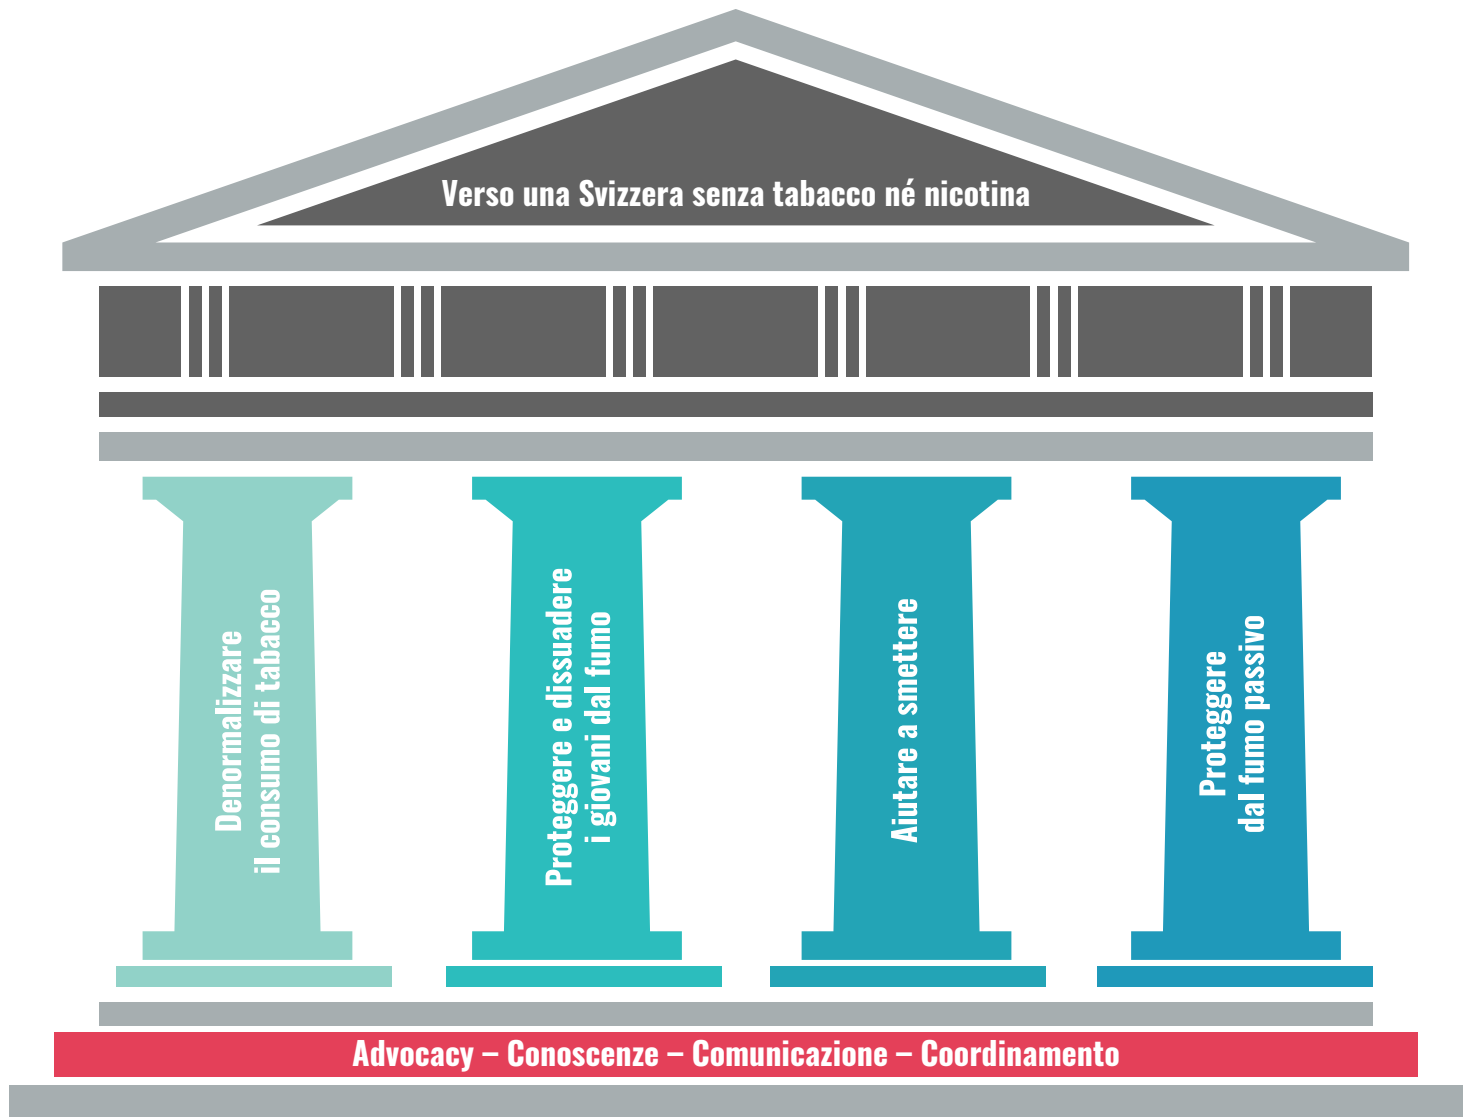 Verso una Svizzera senza tabacco né nicotina
Denormalizzare
il consumo di tabacco
Proteggere e dissuadere
i giovani dal fumo
Aiutare a smettere
Proteggere
dal fumo passivo
Advocacy – Conoscenze – Comunicazione – Coordinamento